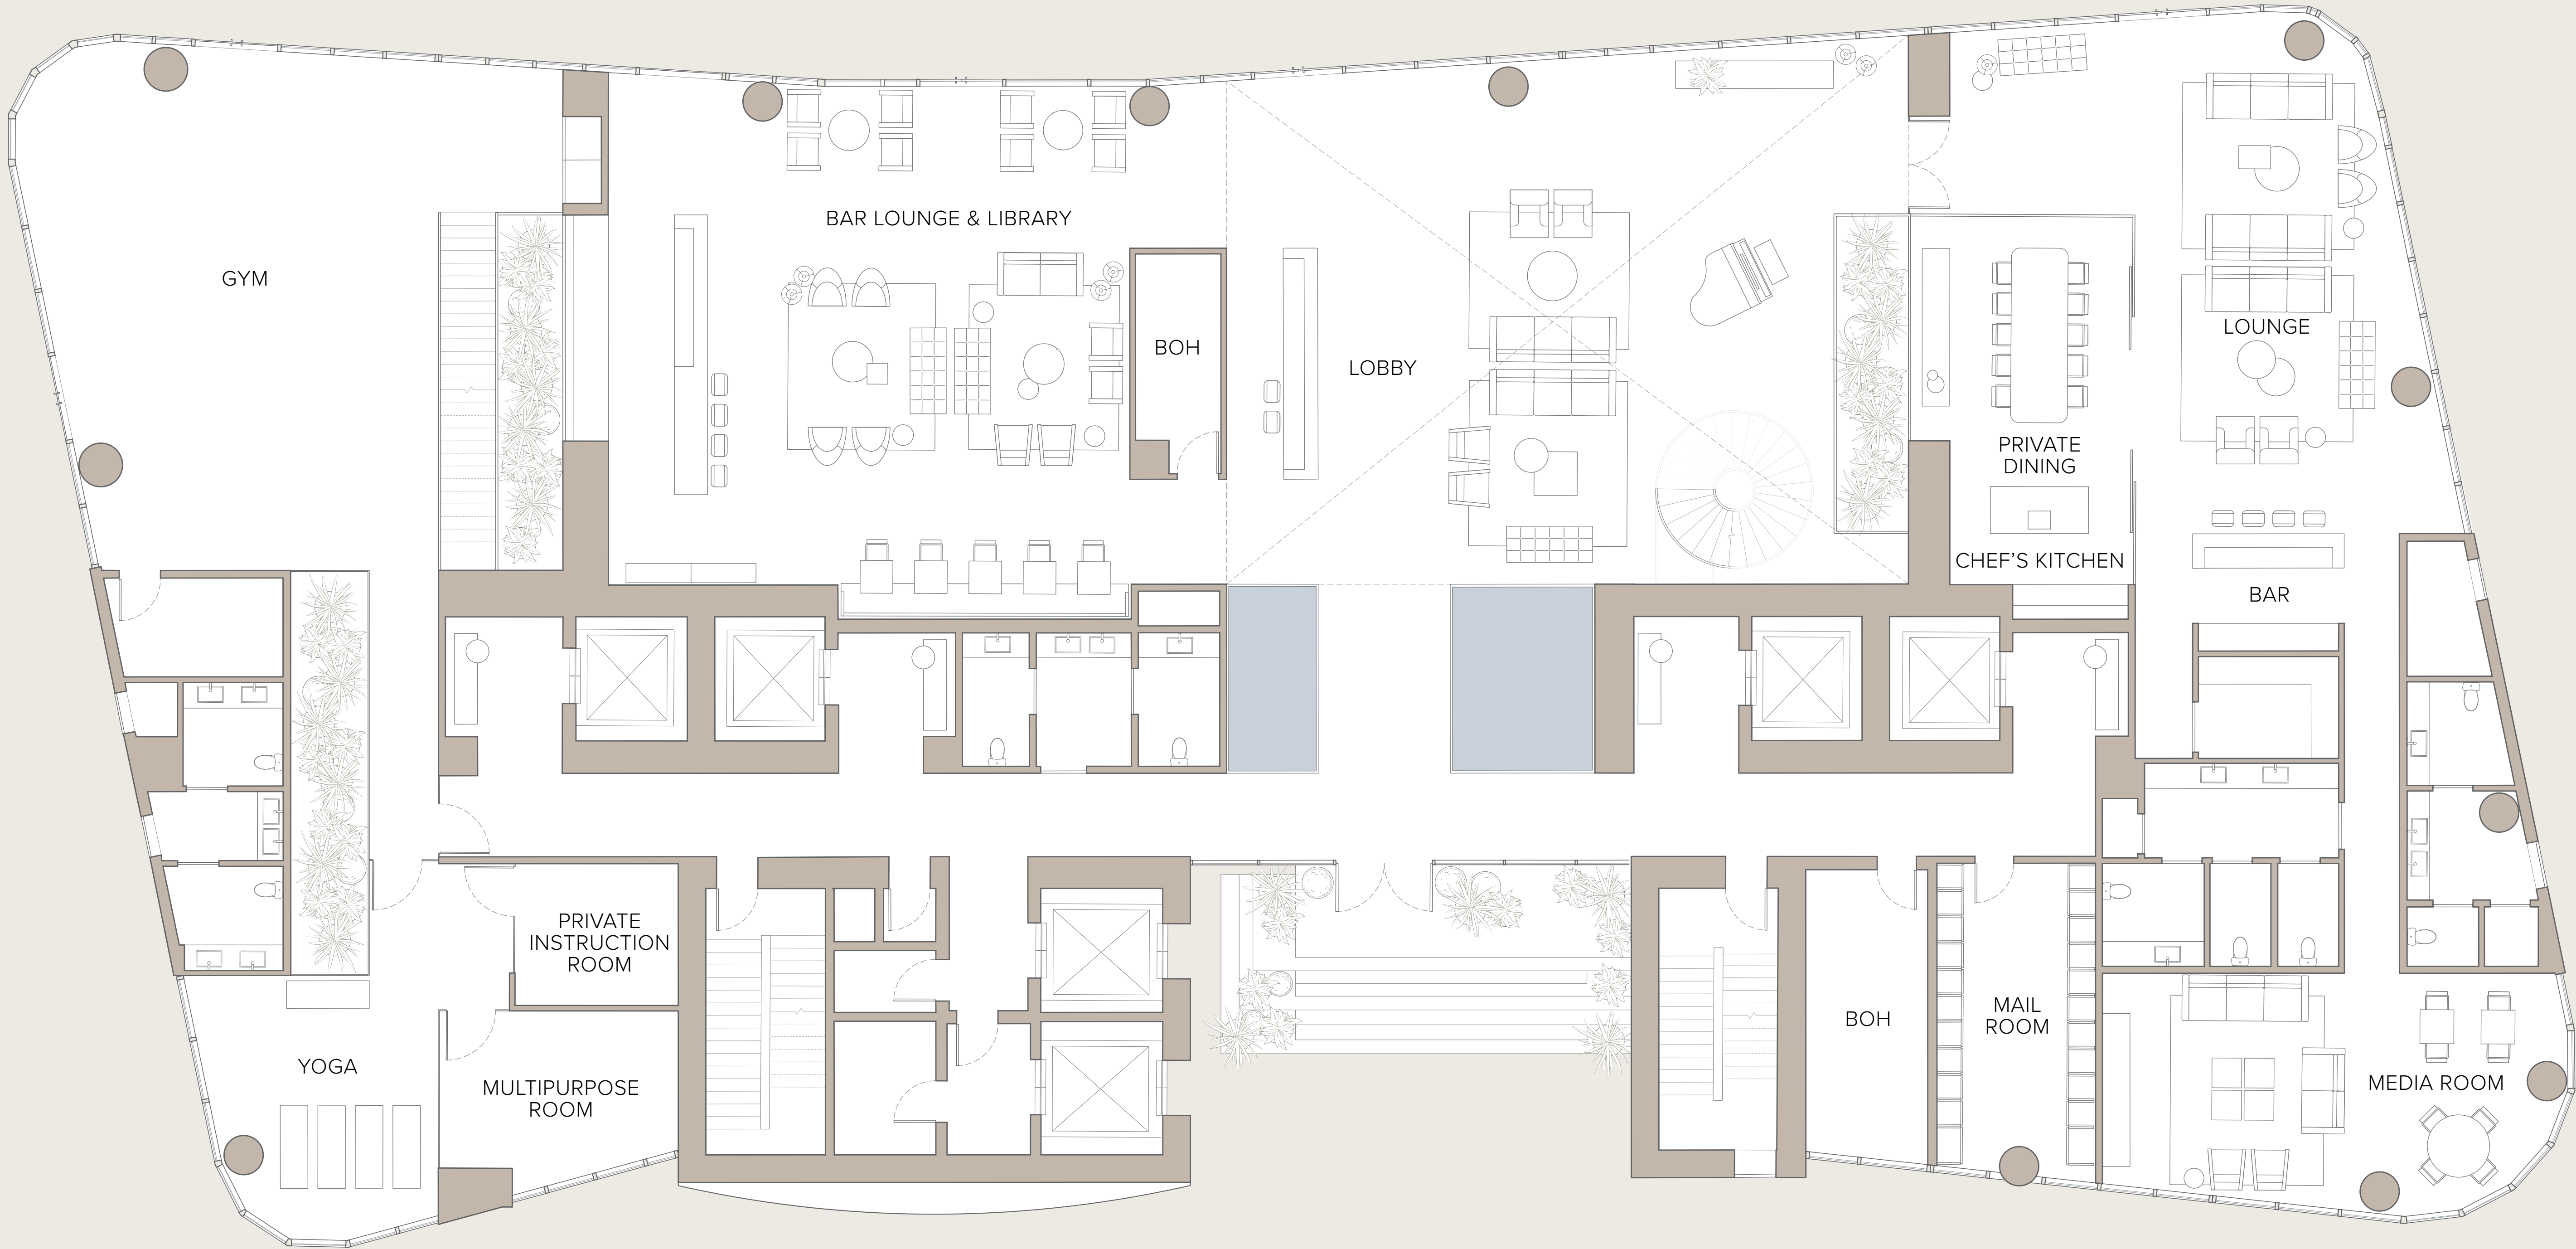 GYM
BAR LOUNGE & LIBRARY
BOH
LOBBY
PRIVATE
DINING
CHEF'S KITCHEN
LOUNGE
BAR
PRIVATE
INSTRUCTION
ROOM
YOGA
MULTIPURPOSE
ROOM
BOH
MAIL
ROOM
MEDIA ROOM